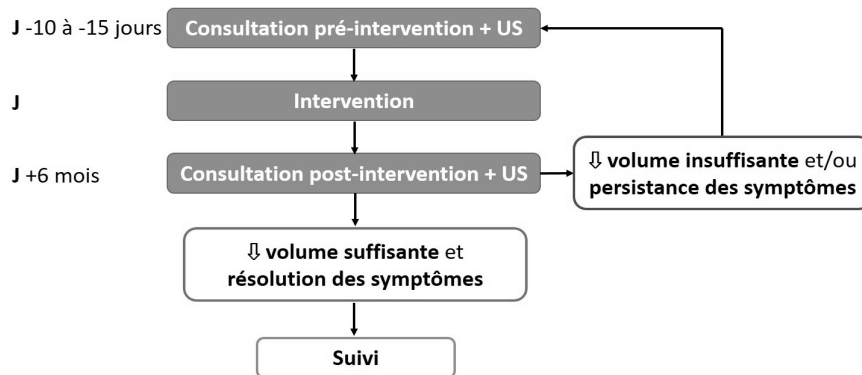 J -10 à -15 jours
Consultation pré-intervention + US
J
Intervention
J +6 mois
Consultation post-intervention + US
⇩ volume insuffisante et/ou
persistance des symptômes
⇩ volume suffisante et
résolution des symptômes
Suivi